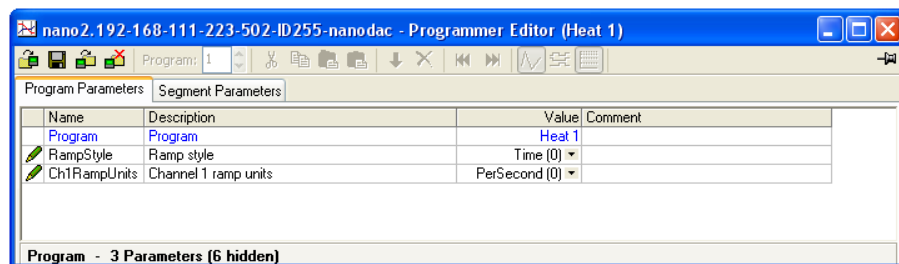 nano2.192-168-111-223-502-ID255-nanodac - Programmer Editor (Heat 1)
Program: 1
Program Parameters Segment Parameters
Name Description Value Comment
Program Program Heat 1
RampStyle Ramp style Time (0)
Ch1RampUnits Channel 1 ramp units PerSecond (0)
Program - 3 Parameters (6 hidden)